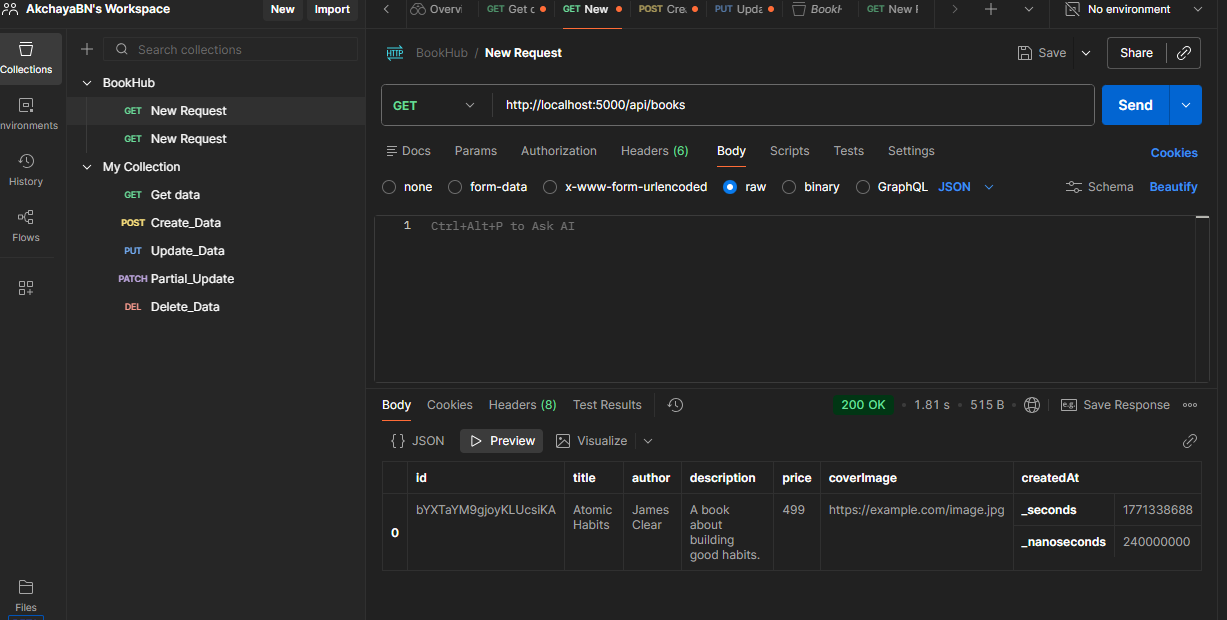 AkchayaBN's Workspace New Import
Overvi GET Get c GET New POST Cre. PUT Upda BookH GET New F No environment
Collections Search collections BookHub / New Request Save Share
BookHub
GET New Request GET http://localhost:5000/api/books Send
nvironments
GET New Request
Docs Params Authorization Headers (6) Body Scripts Tests Settings Cookies
My Collection
History
GET Get data none form-data x-www-form-urlencoded raw binary GraphQL JSON Schema Beautify
POST Create_Data 1 Ctrl+Alt+P to Ask AI
Flows
PUT Update_Data
PATCH Partial_Update
DEL Delete_Data
Body Cookies Headers (8) Test Results 200 OK • 1.81 s • 515 B e.g. Save Response
{} JSON Preview Visualize
id title author description price coverImage createdAt
0 bYXTaYM9gjoyKLUcsiKA Atomic James A book 499 https://example.com/image.jpg _seconds 1771338688
Habits Clear about
building _nanoseconds 240000000
good habits.
Files